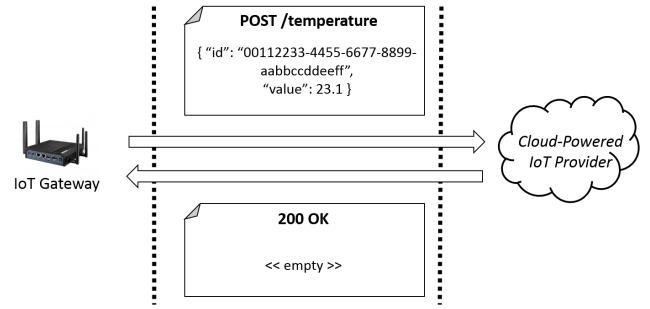 POST /temperature
{ “id”: “00112233-4455-6677-8899-
aabbccddeeff”,
“value”: 23.1 }
IoT Gateway
Cloud-Powered
IoT Provider
200 OK
<< empty >>